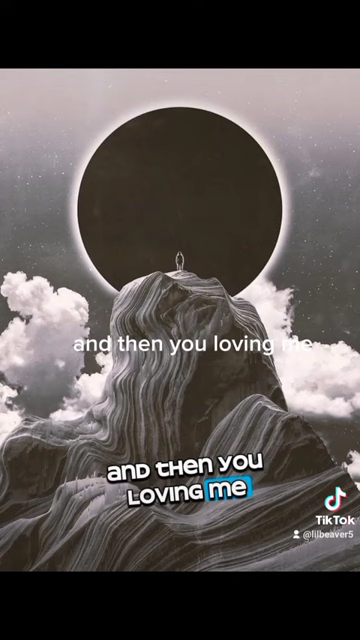 and then you loving me
AND THEN YOU
LOVING ME
TikTok
@lilbeaver5